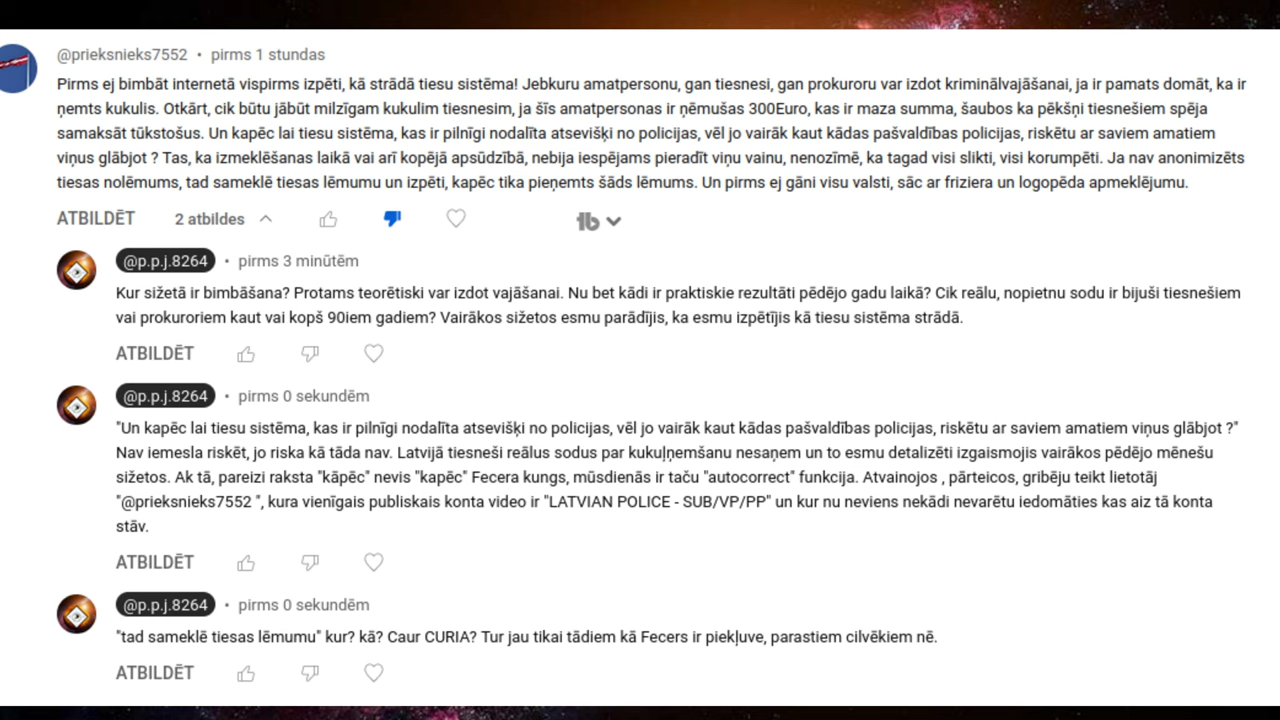 @prieksnieks7552 • pirms 1 stundas
Pirms ej bimbāt internetā vispirms izpēti, kā strādā tiesu sistēma! Jebkuru amatpersonu, gan tiesnesi, gan prokuroru var izdot kriminālvajāšanai, ja ir pamats domāt, ka ir
ņemts kukulis. Otkārt, cik būtu jābūt milzīgam kukulim tiesnesim, ja šīs amatpersonas ir ņēmušas 300Euro, kas ir maza summa, šaubos ka pēkšņi tiesnešiem spēja
samaksāt tūkstošus. Un kapēc lai tiesu sistēma, kas ir pilnīgi nodalīta atsevišķi no policijas, vēl jo vairāk kaut kādas pašvaldības policijas, riskētu ar saviem amatiem
viņus glābjot ? Tas, ka izmeklēšanas laikā vai arī kopējā apsūdzībā, nebija iespējams pieradīt viņu vainu, nenozīmē, ka tagad visi slikti, visi korumpēti. Ja nav anonimizēts
tiesas nolēmums, tad sameklē tiesas lēmumu un izpēti, kapēc tika pieņemts šāds lēmums. Un pirms ej gāni visu valsti, sāc ar friziera un logopēda apmeklējumu.
ATBILDĒT 2 atbildes
@p.p.j.8264 • pirms 3 minūtēm
Kur sižetā ir bimbāšana? Protams teorētiski var izdot vajāšanai. Nu bet kādi ir praktiskie rezultāti pēdējo gadu laikā? Cik reālu, nopietnu sodu ir bijuši tiesnešiem
vai prokuroriem kaut vai kopš 90iem gadiem? Vairākos sižetos esmu parādījis, ka esmu izpētījis kā tiesu sistēma strādā.
ATBILDĒT
@p.p.j.8264 • pirms 0 sekundēm
"Un kapēc lai tiesu sistēma, kas ir pilnīgi nodalīta atsevišķi no policijas, vēl jo vairāk kaut kādas pašvaldības policijas, riskētu ar saviem amatiem viņus glābjot ?"
Nav iemesla riskēt, jo riska kā tāda nav. Latvijā tiesneši reālus sodus par kukuļņemšanu nesaņem un to esmu detalizēti izgaismojis vairākos pēdējo mēnešu
sižetos. Ak tā, pareizi raksta "kāpēc" nevis "kapēc" Fecera kungs, mūsdienās ir taču "autocorrect" funkcija. Atvainojos , pārteicos, gribēju teikt lietotāj
"@prieksnieks7552 ", kura vienīgais publiskais konta video ir "LATVIAN POLICE - SUB/VP/PP" un kur nu neviens nekādi nevarētu iedomāties kas aiz tā konta
stāv.
ATBILDĒT
@p.p.j.8264 • pirms 0 sekundēm
"tad sameklē tiesas lēmumu" kur? kā? Caur CURIA? Tur jau tikai tādiem kā Fecers ir piekļuve, parastiem cilvēkiem nē.
ATBILDĒT